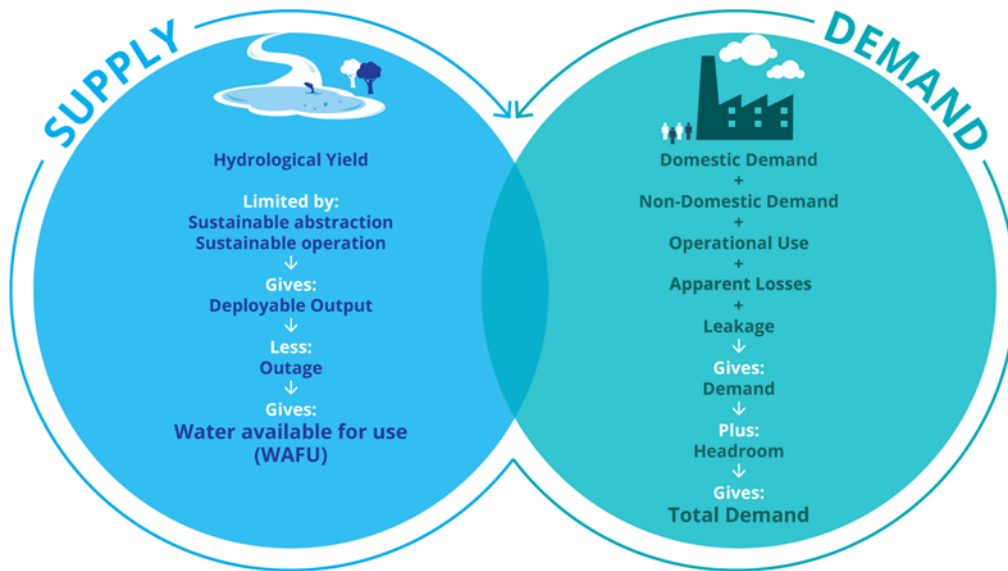 SUPPLY
Hydrological Yield
Limited by:
Sustainable abstraction
Sustainable operation
↓
Gives:
Deployable Output
↓
Less:
Outage
↓
Gives:
Water available for use
(WAFU)
DEMAND
Domestic Demand
+
Non-Domestic Demand
+
Operational Use
+
Apparent Losses
+
Leakage
↓
Gives:
Demand
↓
Plus:
Headroom
↓
Gives:
Total Demand